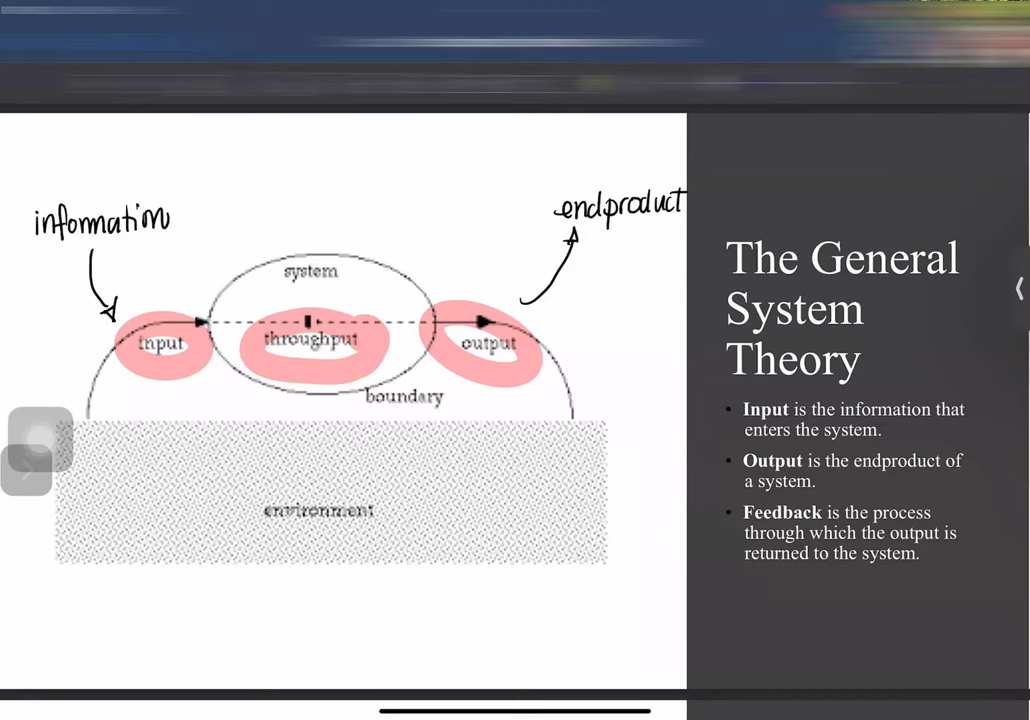 information
endproduct
system
input
throughput
output
boundary
environment
The General
System
Theory
• Input is the information that
enters the system.
• Output is the endproduct of
a system.
• Feedback is the process
through which the output is
returned to the system.